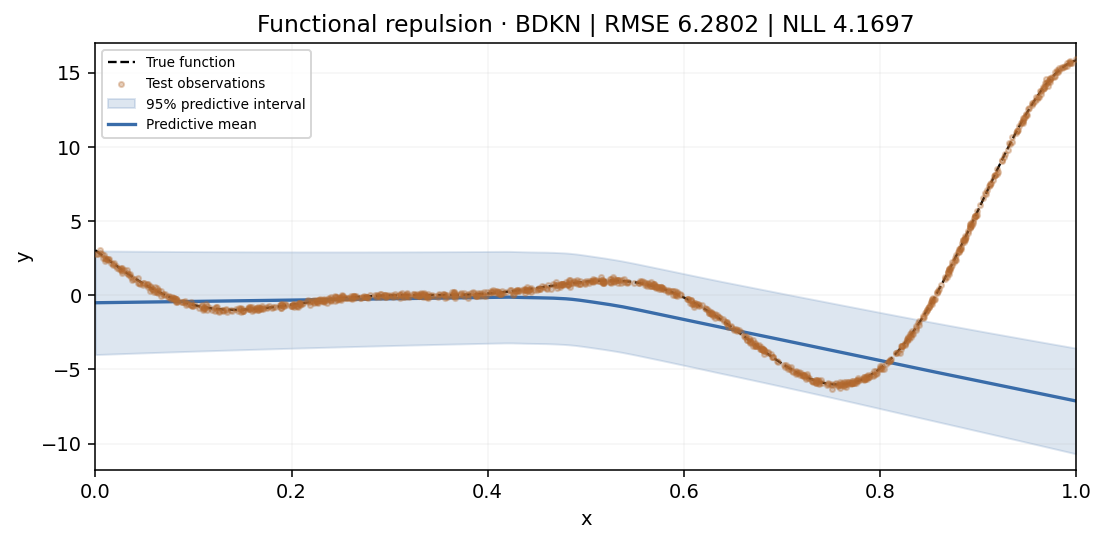 Functional repulsion · BDKN | RMSE 6.2802 | NLL 4.1697
True function
Test observations
95% predictive interval
Predictive mean
y
15
10
5
0
−5
−10
0.0 0.2 0.4 0.6 0.8 1.0
x